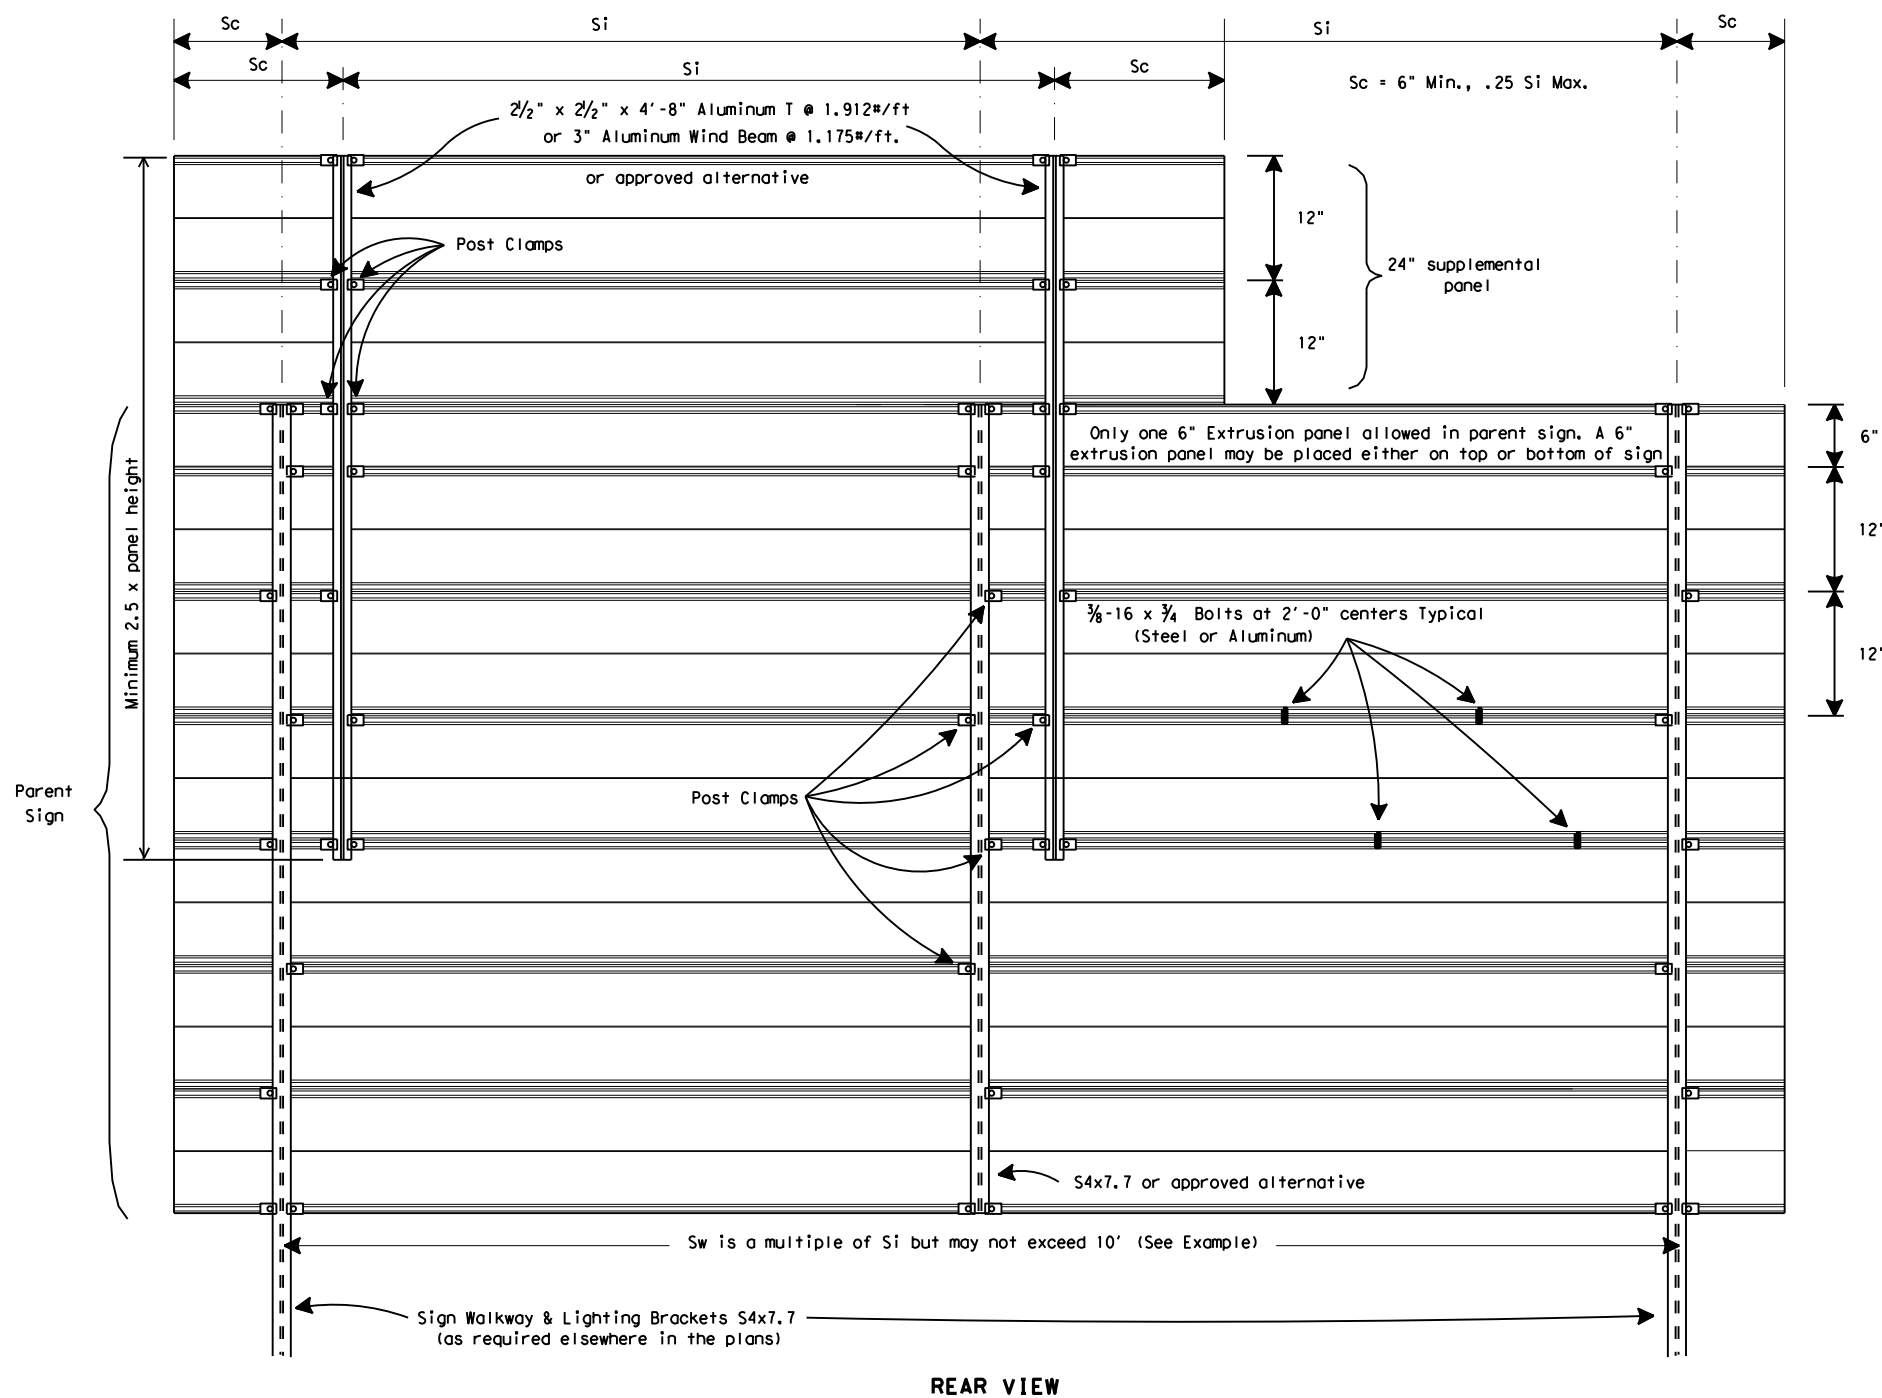 Sc
Si
Si
Sc
Sc
Si
Sc
Sc = 6" Min., .25 Si Max.
2½" x 2½" x 4'-8" Aluminum T @ 1.912#/ft
or 3" Aluminum Wind Beam @ 1.175#/ft.
or approved alternative
12"
Post Clamps
24" supplemental
panel
12"
Only one 6" Extrusion panel allowed in parent sign. A 6"
extrusion panel may be placed either on top or bottom of sign
6"
Minimum 2.5 x panel height
12'
⅜-16 x ¾ Bolts at 2'-0" centers Typical
(Steel or Aluminum)
12'
Parent
Sign
Post Clamps
S4x7.7 or approved alternative
Sw is a multiple of Si but may not exceed 10' (See Example)
Sign Walkway & Lighting Brackets S4x7.7
(as required elsewhere in the plans)
REAR VIEW